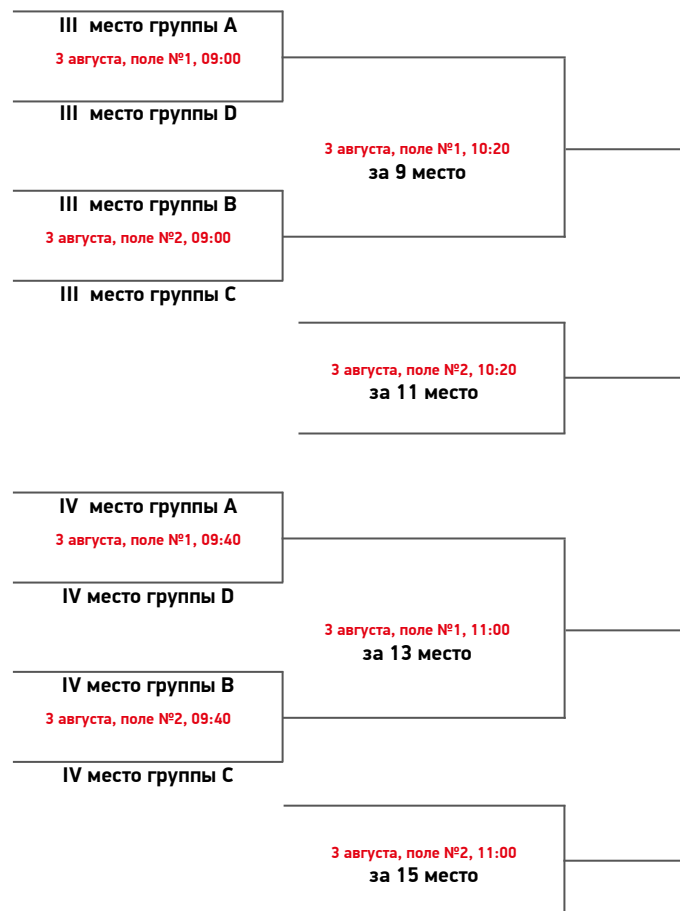 III место группы A
3 августа, поле №1, 09:00
III место группы D
3 августа, поле №1, 10:20
за 9 место
III место группы B
3 августа, поле №2, 09:00
III место группы C
3 августа, поле №2, 10:20
за 11 место
IV место группы A
3 августа, поле №1, 09:40
IV место группы D
3 августа, поле №1, 11:00
за 13 место
IV место группы B
3 августа, поле №2, 09:40
IV место группы C
3 августа, поле №2, 11:00
за 15 место